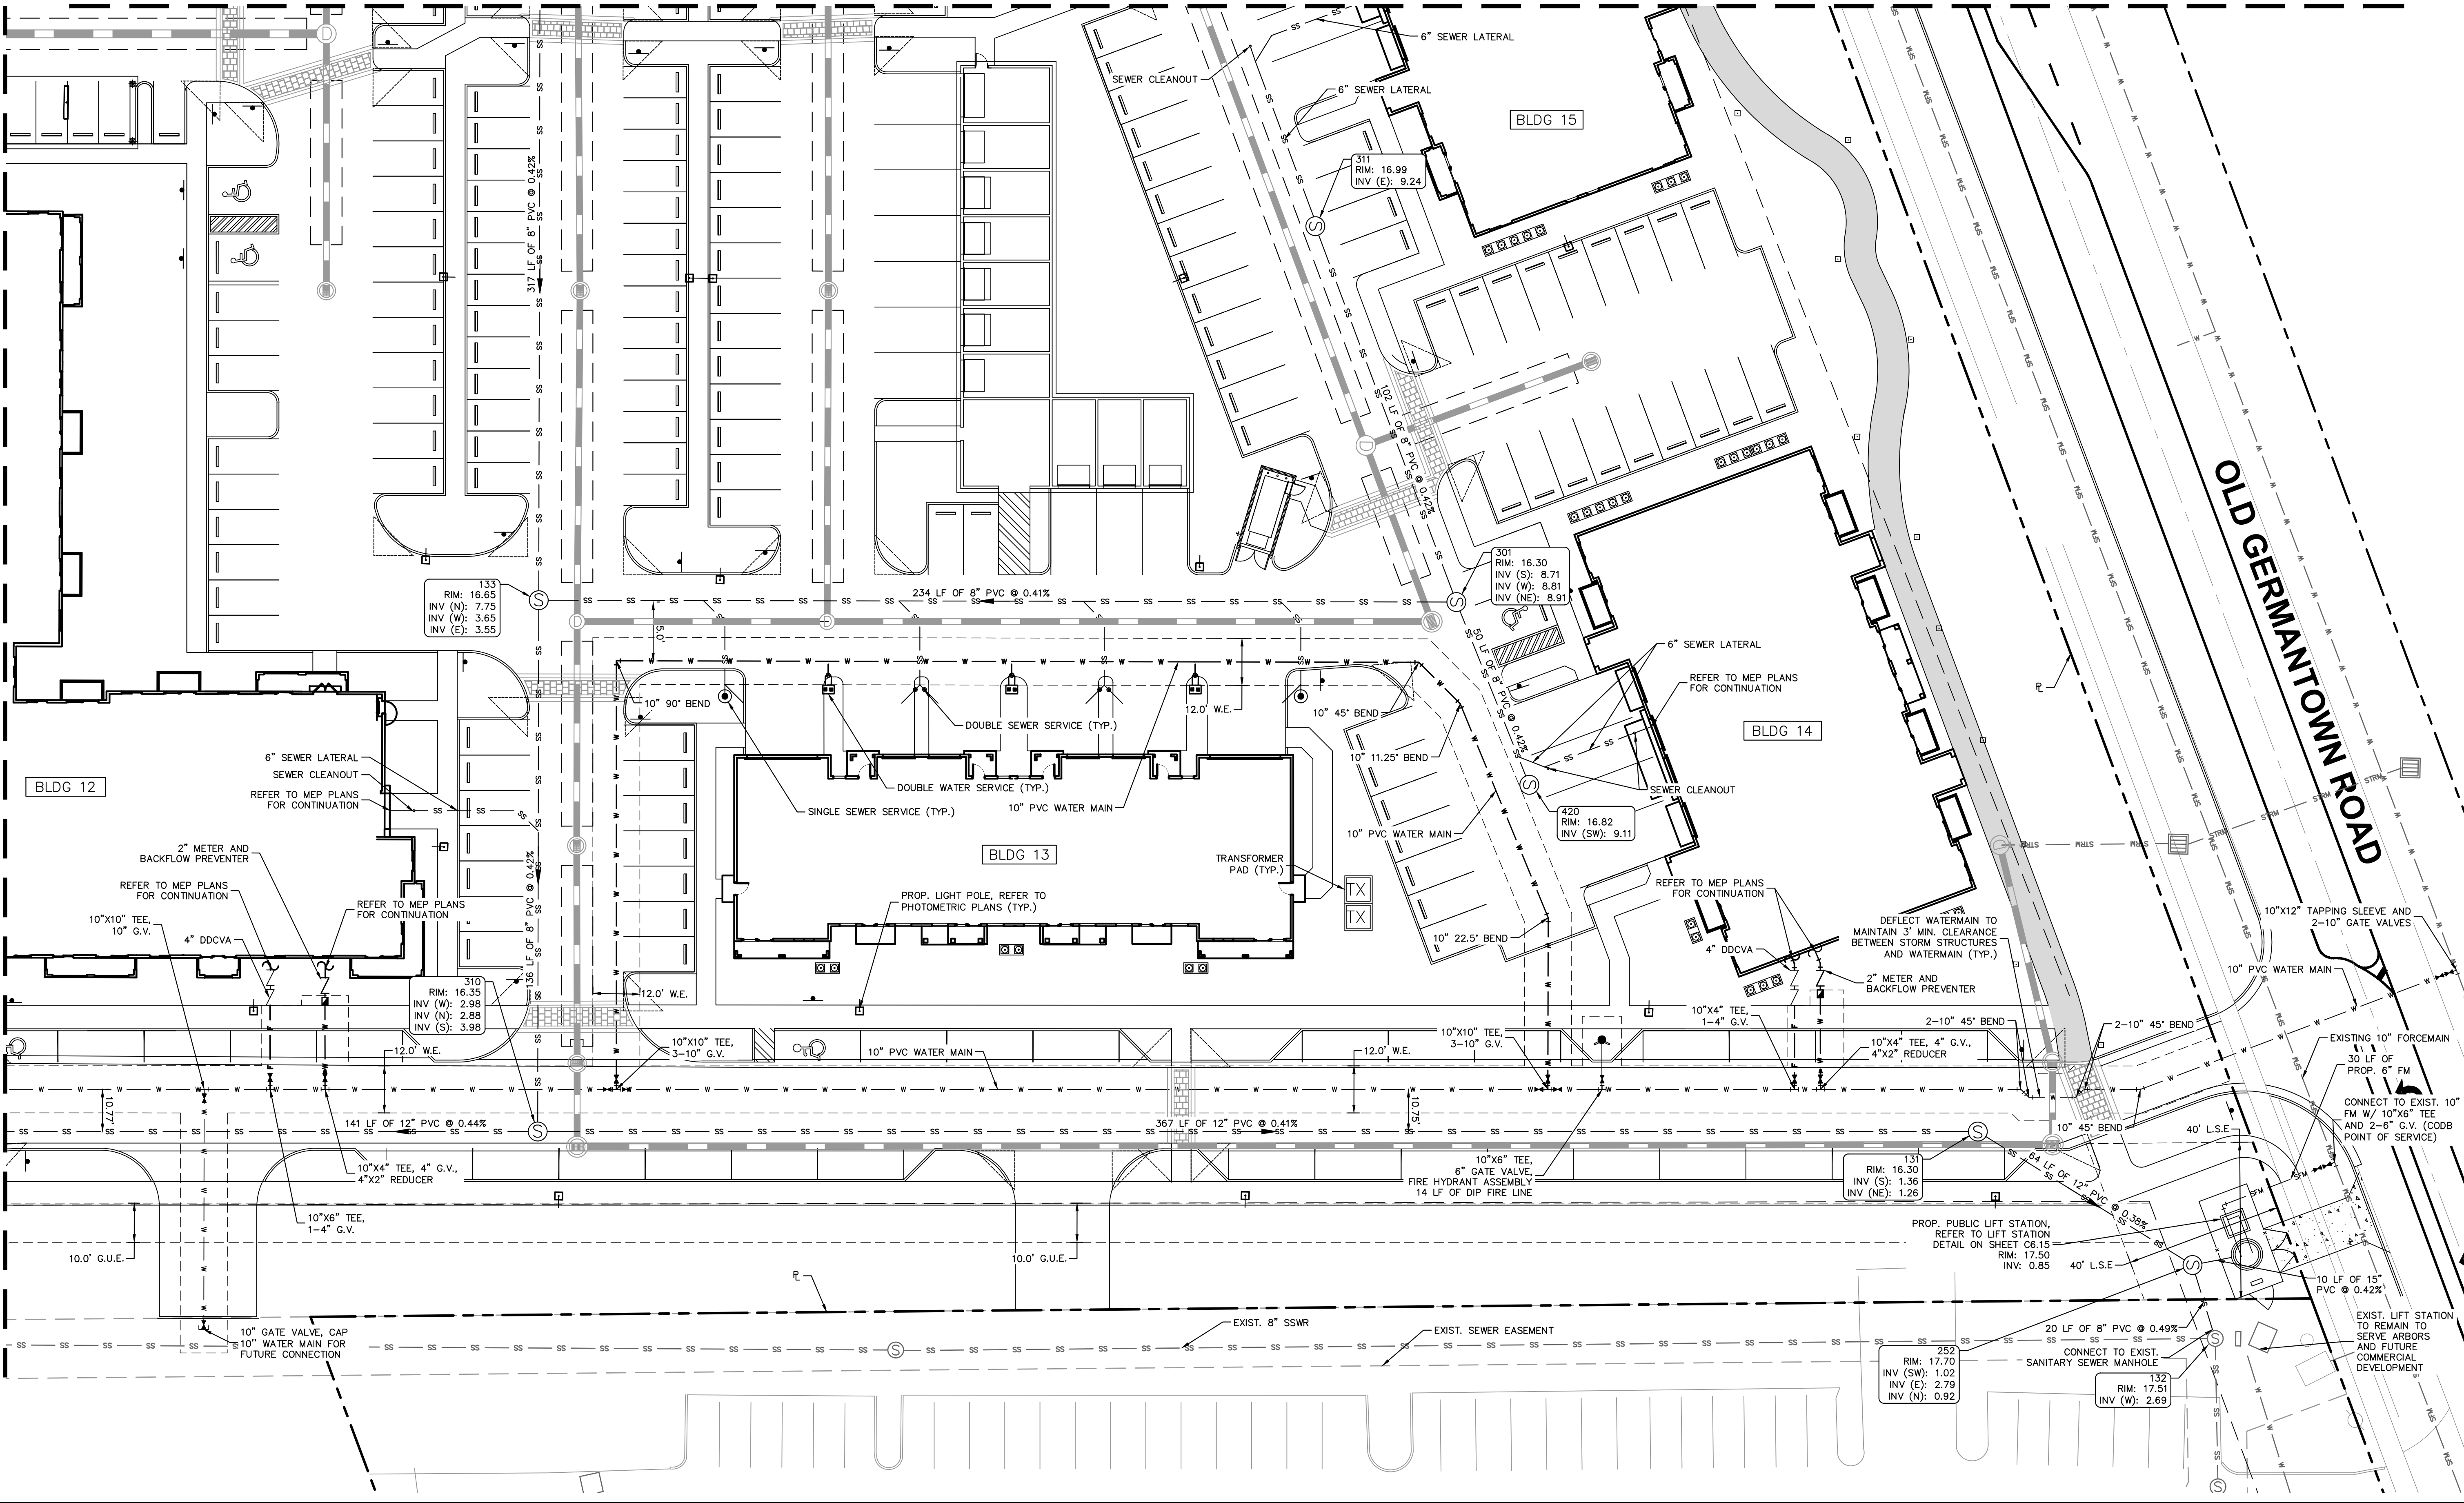 6" SEWER LATERAL
SEWER CLEANOUT
6" SEWER LATERAL
BLDG 15
311
RIM: 16.99
INV (E): 9.24
317 LF OF 8" PVC @ 0.42%
102 LF OF 8" PVC @ 0.42%
OLD GERMANTOWN ROAD
133
RIM: 16.65
INV (N): 7.75
INV (W): 3.65
INV (E): 3.55
234 LF OF 8" PVC @ 0.41%
301
RIM: 16.30
INV (S): 8.71
INV (W): 8.81
INV (NE): 8.91
5.0'
50 LF OF 8" PVC @ 0.42%
6" SEWER LATERAL
REFER TO MEP PLANS
FOR CONTINUATION
10" 90° BEND
DOUBLE SEWER SERVICE (TYP.)
12.0' W.E.
10" 45° BEND
10" 11.25° BEND
BLDG 14
6" SEWER LATERAL
SEWER CLEANOUT
REFER TO MEP PLANS
FOR CONTINUATION
BLDG 12
DOUBLE WATER SERVICE (TYP.)
SINGLE SEWER SERVICE (TYP.)
10" PVC WATER MAIN
SEWER CLEANOUT
420
RIM: 16.82
INV (SW): 9.11
10" PVC WATER MAIN
2" METER AND
BACKFLOW PREVENTER
BLDG 13
TRANSFORMER
PAD (TYP.)
TX
TX
REFER TO MEP PLANS
FOR CONTINUATION
REFER TO MEP PLANS
FOR CONTINUATION
136 LF OF 8" PVC @ 0.42%
PROP. LIGHT POLE, REFER TO
PHOTOMETRIC PLANS (TYP.)
REFER TO MEP PLANS
FOR CONTINUATION
10"X10" TEE,
10" G.V.
4" DDCVA
10" 22.5° BEND
4" DDCVA
DEFLECT WATERMAIN TO
MAINTAIN 3' MIN. CLEARANCE
BETWEEN STORM STRUCTURES
AND WATERMAIN (TYP.)
10"X12" TAPPING SLEEVE AND
2-10" GATE VALVES
10" PVC WATER MAIN
310
RIM: 16.35
INV (W): 2.98
INV (N): 2.88
INV (S): 3.98
12.0' W.E.
2" METER AND
BACKFLOW PREVENTER
10"X4" TEE,
1-4" G.V.
2-10" 45° BEND
2-10" 45° BEND
12.0' W.E.
10"X10" TEE,
3-10" G.V.
10" PVC WATER MAIN
12.0' W.E.
10"X10" TEE,
3-10" G.V.
10"X4" TEE, 4" G.V.,
4"X2" REDUCER
EXISTING 10" FORCEMAIN
30 LF OF
PROP. 6" FM
10.77'
141 LF OF 12" PVC @ 0.44%
367 LF OF 12" PVC @ 0.41%
10.75'
10" 45° BEND
40' L.S.E
CONNECT TO EXIST. 10"
FM W/ 10"X6" TEE
AND 2-6" G.V. (CODB
POINT OF SERVICE)
10"X4" TEE, 4" G.V.,
4"X2" REDUCER
10"X6" TEE,
6" GATE VALVE,
FIRE HYDRANT ASSEMBLY
14 LF OF DIP FIRE LINE
131
RIM: 16.30
INV (S): 1.36
INV (NE): 1.26
64 LF OF 12" PVC @ 0.38%
10"X6" TEE,
1-4" G.V.
10.0' G.U.E.
10.0' G.U.E.
PROP. PUBLIC LIFT STATION,
REFER TO LIFT STATION
DETAIL ON SHEET C6.15
RIM: 17.50
INV: 0.85
40' L.S.E
10 LF OF 15"
PVC @ 0.42%
10" GATE VALVE, CAP
10" WATER MAIN FOR
FUTURE CONNECTION
EXIST. 8" SSWR
EXIST. SEWER EASEMENT
20 LF OF 8" PVC @ 0.49%
CONNECT TO EXIST.
SANITARY SEWER MANHOLE
EXIST. LIFT STATION
TO REMAIN TO
SERVE ARBORS
AND FUTURE
COMMERCIAL
DEVELOPMENT
252
RIM: 17.70
INV (SW): 1.02
INV (E): 2.79
INV (N): 0.92
132
RIM: 17.51
INV (W): 2.69